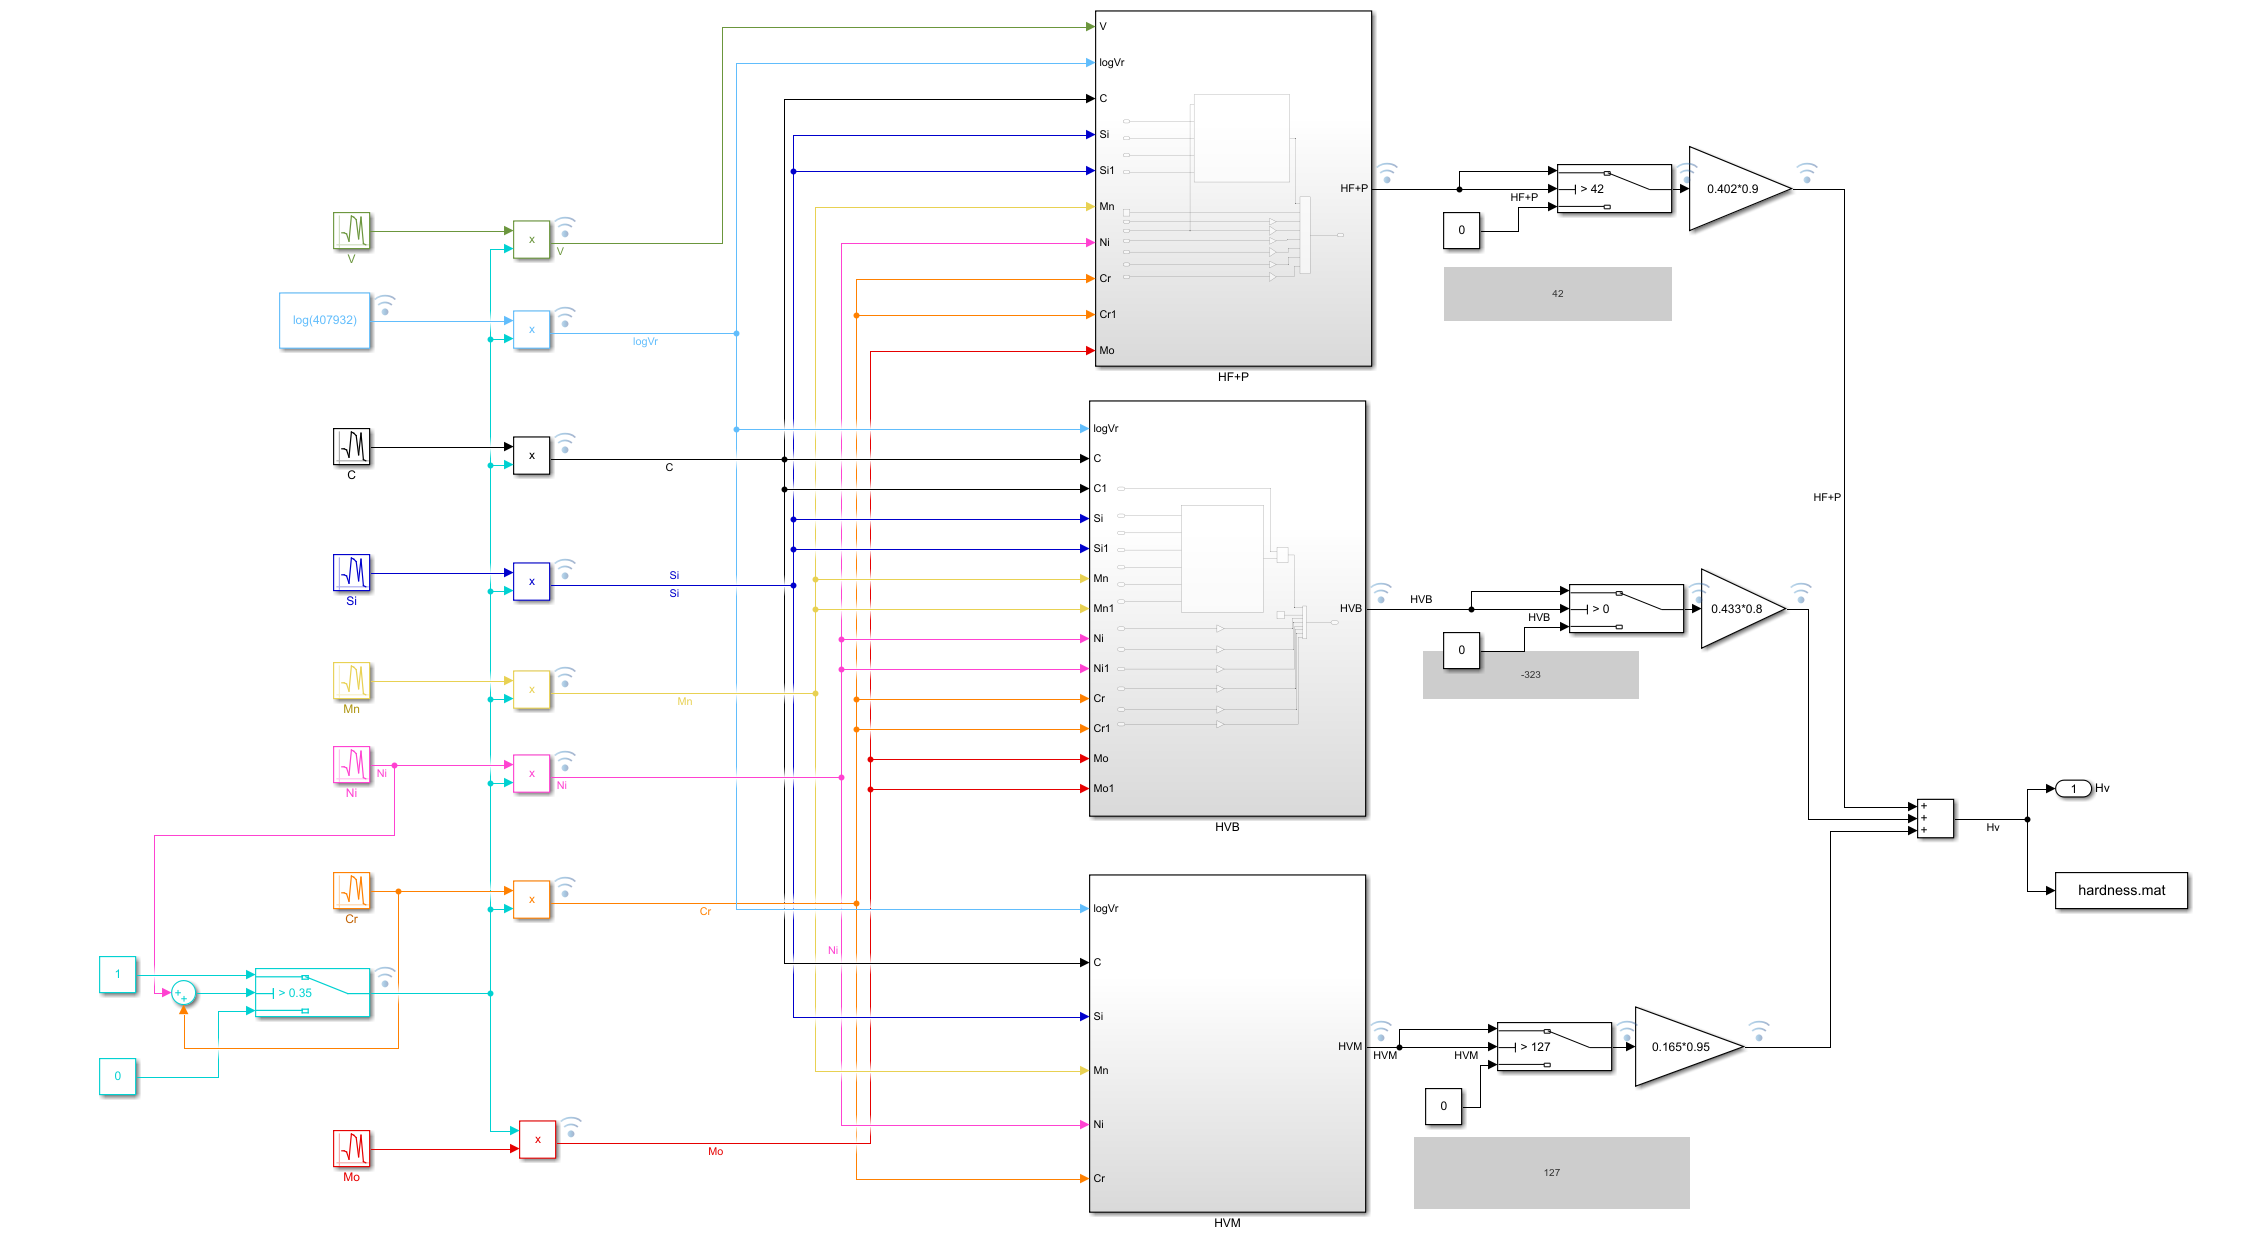 V
x
V
log(407932)
x
logVr
C
x
C
Si
x
Si
Si
Mn
x
Mn
Ni
Ni
x
Ni
Cr
x
Cr
Ni
1
+
+
> 0.35
0
Mo
x
Mo
V
logVr
C
Si
Si1
Mn
Ni
Cr
Cr1
Mo
HF+P
HF+P
logVr
C
C1
Si
Si1
Mn
Mn1
Ni
Ni1
Cr
Cr1
Mo
Mo1
HVB
HVB
logVr
C
Si
Mn
Ni
Cr
HVM
HVM
HF+P
> 42
0
42
0.402*0.9
HF+P
HVB
HVB
> 0
0
-323
0.433*0.8
HVM
HVM
> 127
0
127
0.165*0.95
+
+
+
Hv
1
Hv
hardness.mat